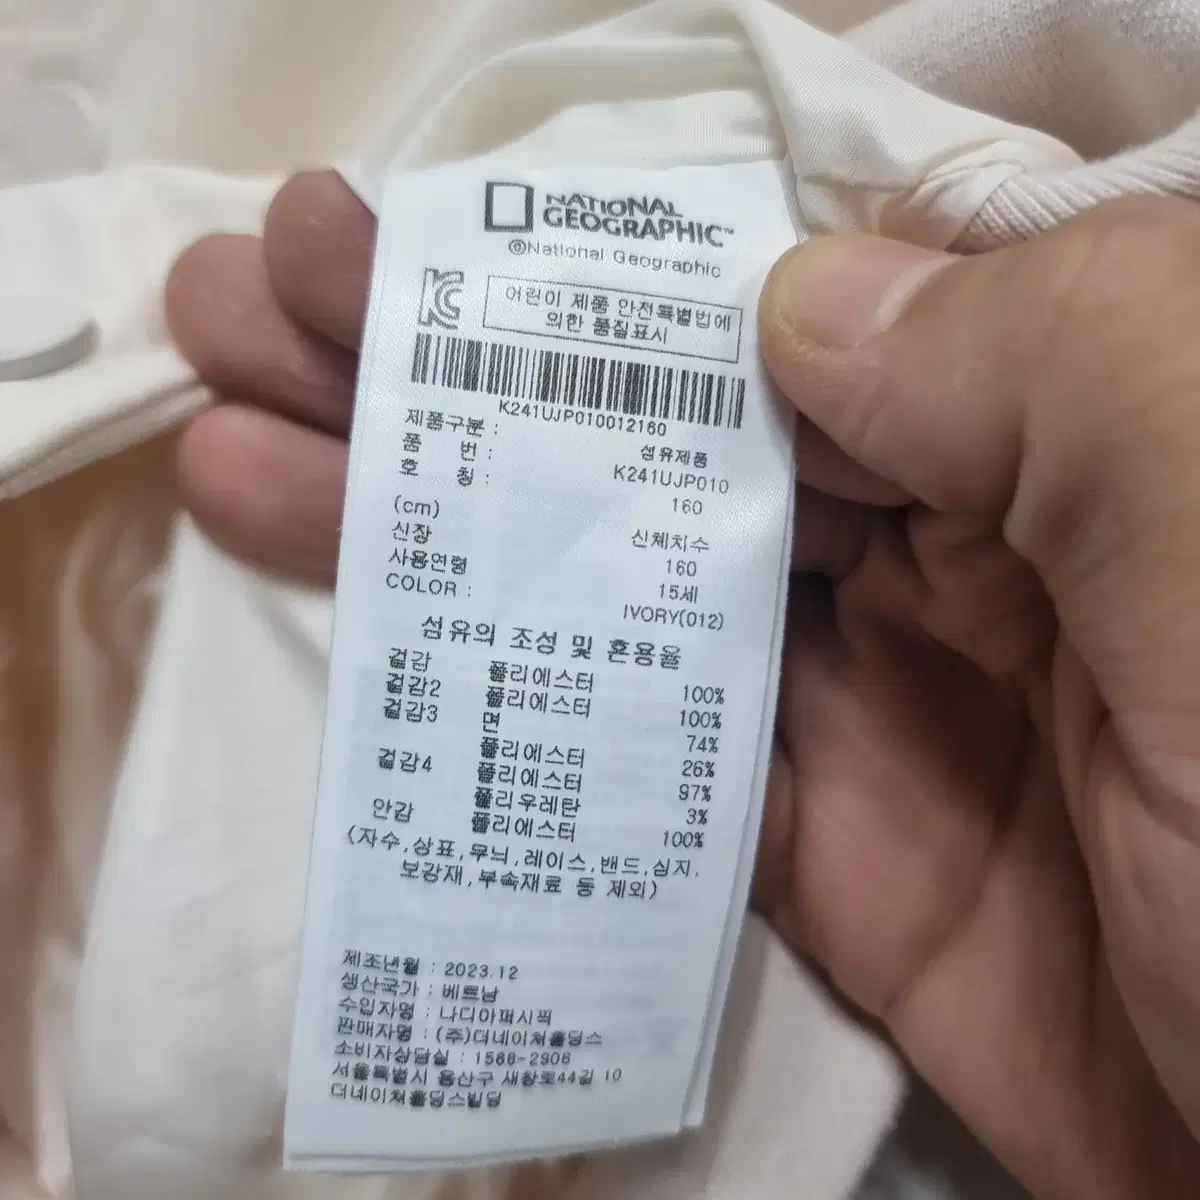 NATIONAL
GEOGRAPHIC™
©National Geographic
어린이 제품 안전특별법에
의한 품질표시
K241UJP010012160
제품구분 : 섬유제품
품 번 : K241UJP010
호 칭 : 160
(cm) 신체치수
신장 160
사용연령 15세
COLOR : IVORY(012)
섬유의 조성 및 혼용율
겉감 폴리에스터 100%
겉감2 폴리에스터 100%
겉감3 면 74%
폴리에스터 26%
겉감4 폴리에스터 97%
폴리우레탄 3%
안감 폴리에스터 100%
(자수,상표,무늬,레이스,밴드,심지,
보강재,부속재료 등 제외)
제조년월 : 2023.12
생산국가 : 베트남
수입자명 : 나디아퍼시픽
판매자명 : (주)더네이쳐홀딩스
소비자상담실 : 1566-2906
서울특별시 용산구 새창로44길 10
더네이쳐홀딩스빌딩